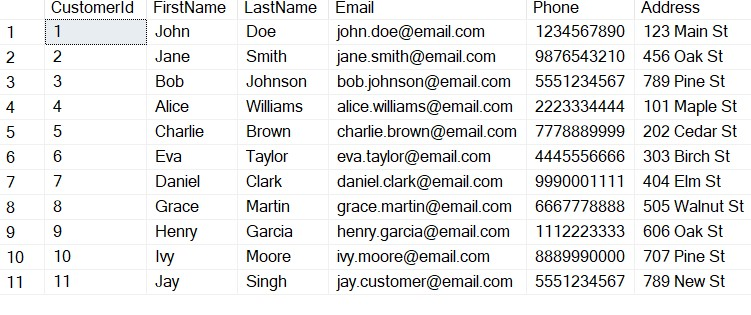 CustomerId FirstName LastName Email Phone Address
1 1 John Doe john.doe@email.com 1234567890 123 Main St
2 2 Jane Smith jane.smith@email.com 9876543210 456 Oak St
3 3 Bob Johnson bob.johnson@email.com 5551234567 789 Pine St
4 4 Alice Williams alice.williams@email.com 2223334444 101 Maple St
5 5 Charlie Brown charlie.brown@email.com 7778889999 202 Cedar St
6 6 Eva Taylor eva.taylor@email.com 4445556666 303 Birch St
7 7 Daniel Clark daniel.clark@email.com 9990001111 404 Elm St
8 8 Grace Martin grace.martin@email.com 6667778888 505 Walnut St
9 9 Henry Garcia henry.garcia@email.com 1112223333 606 Oak St
10 10 Ivy Moore ivy.moore@email.com 8889990000 707 Pine St
11 11 Jay Singh jay.customer@email.com 5551234567 789 New St